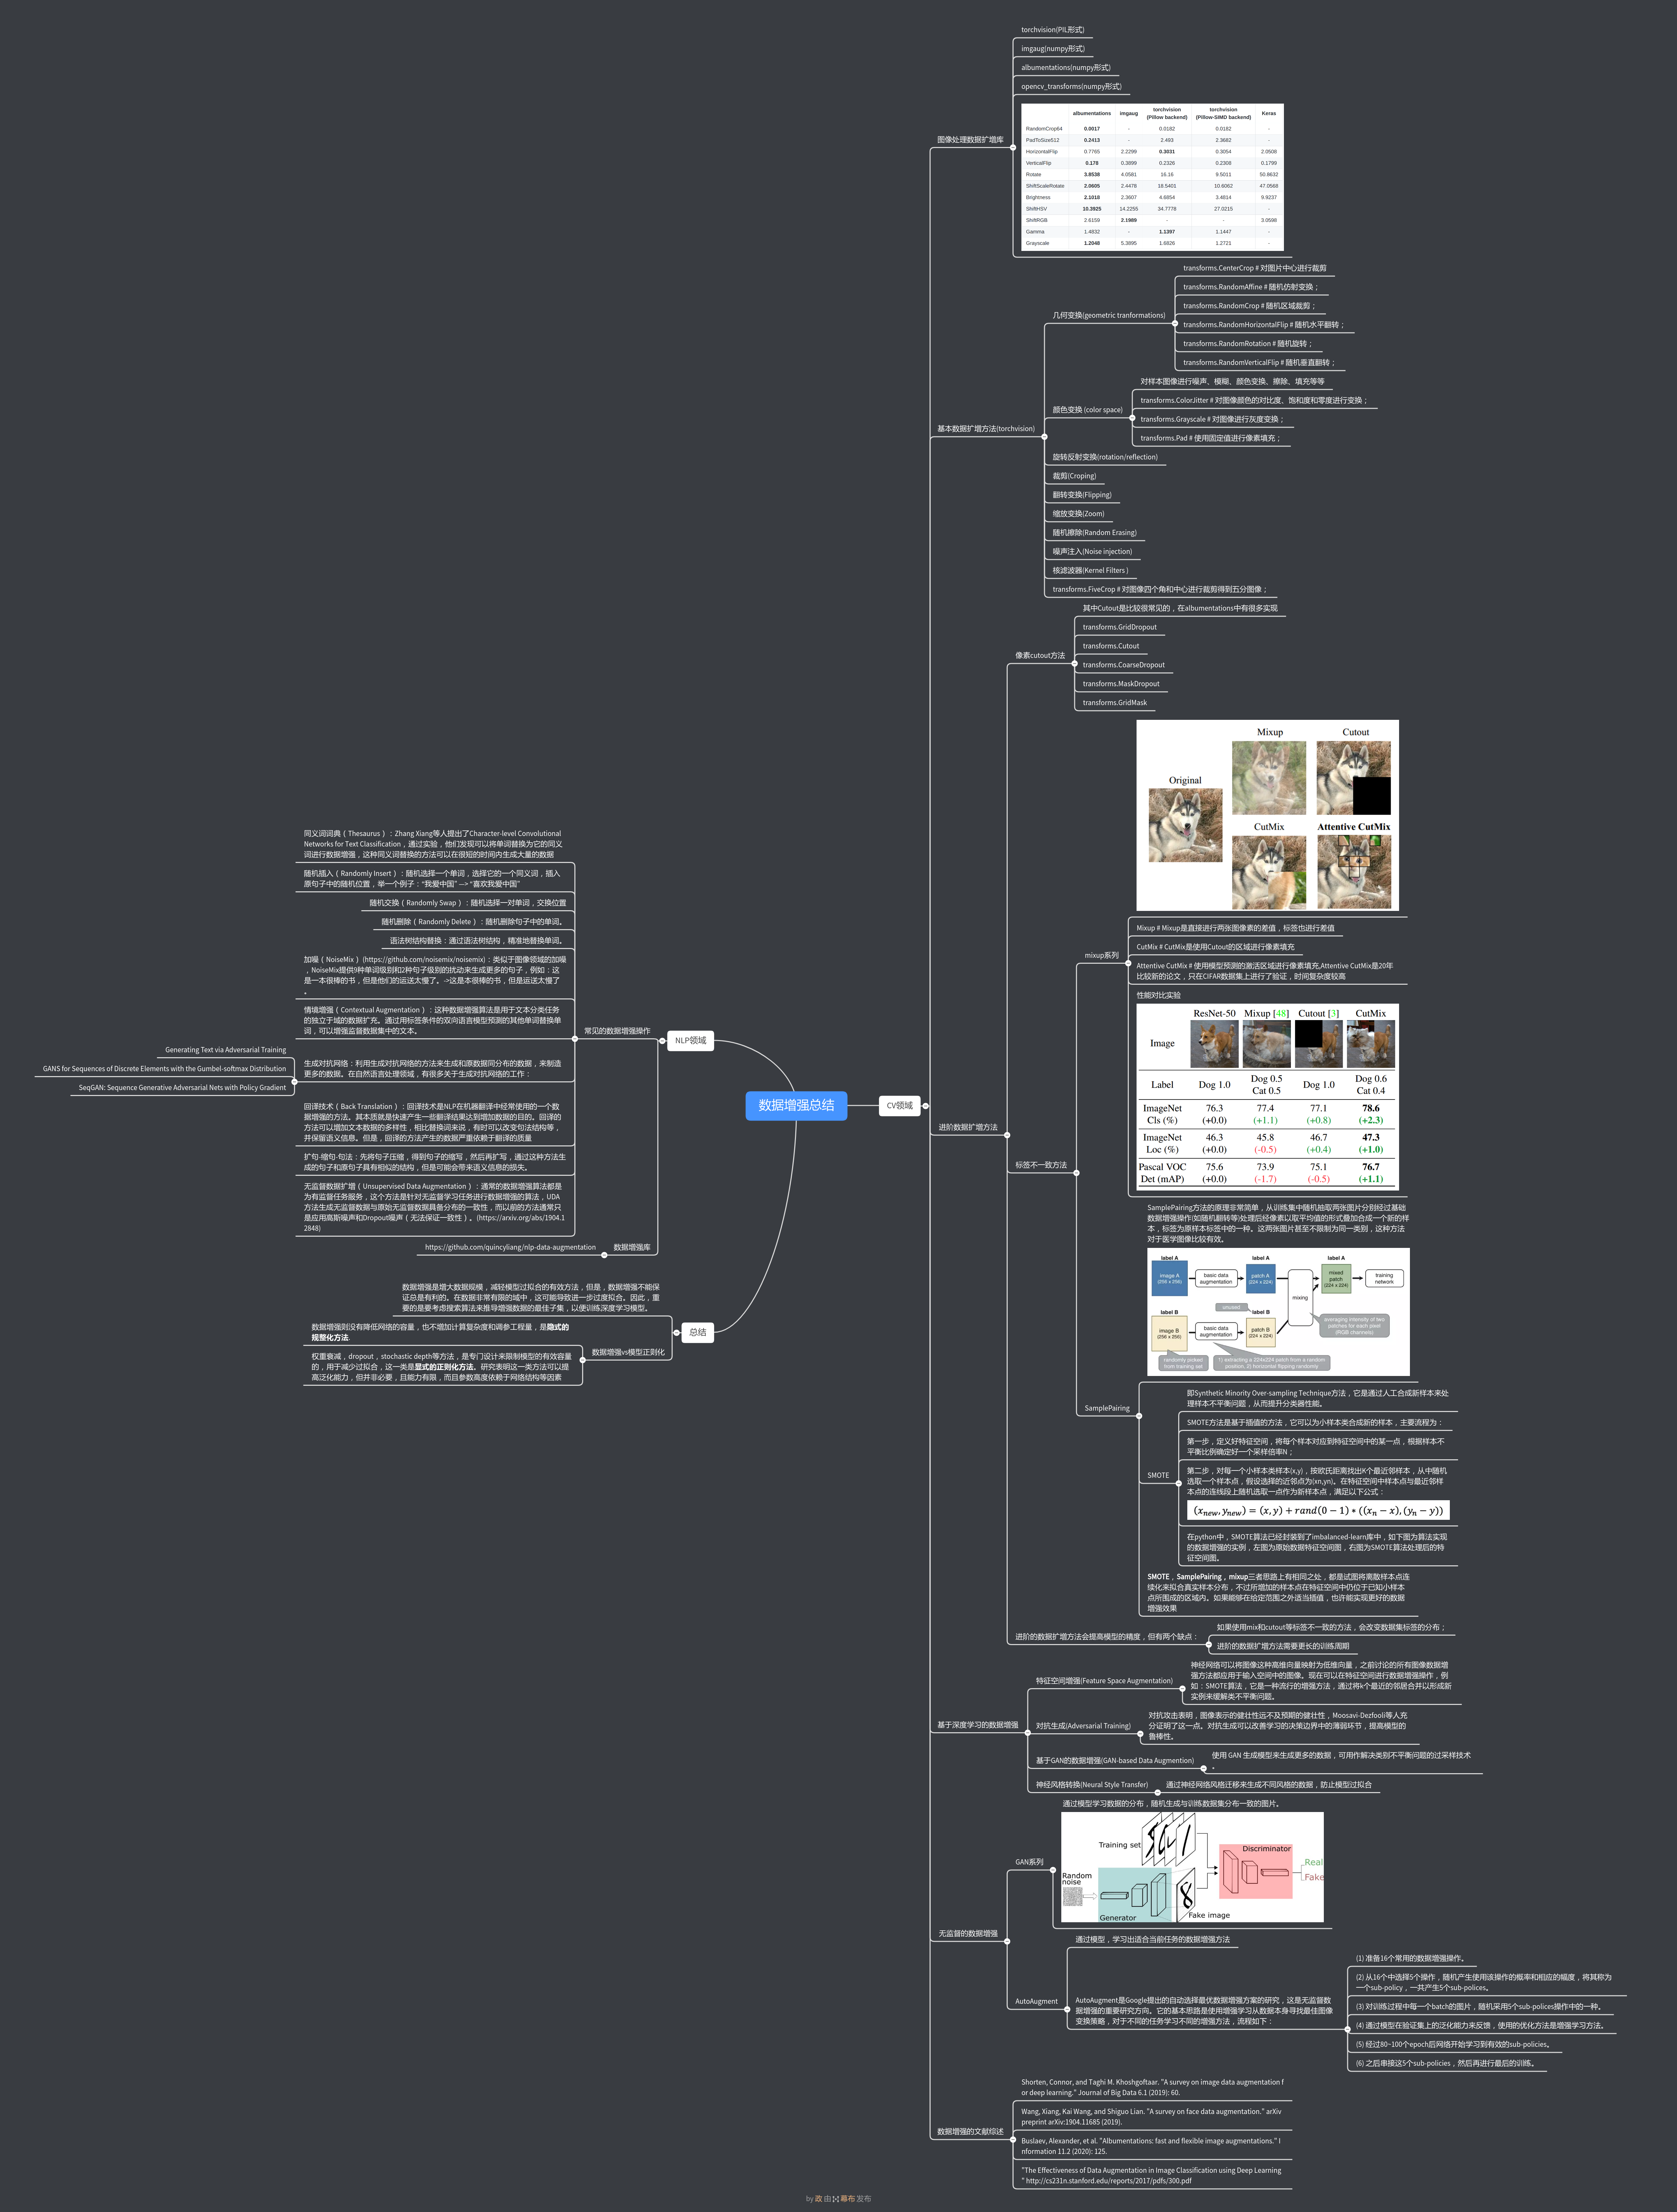 数据增强总结
CV领域
图像处理数据扩增库
torchvision(PIL形式)
imgaug(numpy形式)
albumentations(numpy形式)
opencv_transforms(numpy形式)
albumentations imgaug torchvision (Pillow backend) torchvision (Pillow-SIMD backend) Keras
RandomCrop64 0.0017 - 0.0182 0.0182 -
PadToSize512 0.2413 - 2.493 2.3682 -
HorizontalFlip 0.7765 2.2299 0.3031 0.3054 2.0508
VerticalFlip 0.178 0.3899 0.2326 0.2308 0.1799
Rotate 3.8538 4.0581 16.16 9.5011 50.8632
ShiftScaleRotate 2.0605 2.4478 18.5401 10.6062 47.0568
Brightness 2.1018 2.3607 4.6854 3.4814 9.9237
ShiftHSV 10.3925 14.2255 34.7778 27.0215 -
ShiftRGB 2.6159 2.1989 - - 3.0598
Gamma 1.4832 - 1.1397 1.1447 -
Grayscale 1.2048 5.3895 1.6826 1.2721 -
基本数据扩增方法(torchvision)
几何变换(geometric tranformations)
transforms.CenterCrop # 对图片中心进行裁剪
transforms.RandomAffine # 随机仿射变换；
transforms.RandomCrop # 随机区域裁剪；
transforms.RandomHorizontalFlip # 随机水平翻转；
transforms.RandomRotation # 随机旋转；
transforms.RandomVerticalFlip # 随机垂直翻转；
颜色变换 (color space)
对样本图像进行噪声、模糊、颜色变换、擦除、填充等等
transforms.ColorJitter # 对图像颜色的对比度、饱和度和零度进行变换；
transforms.Grayscale # 对图像进行灰度变换；
transforms.Pad # 使用固定值进行像素填充；
旋转反射变换(rotation/reflection)
裁剪(Croping)
翻转变换(Flipping)
缩放变换(Zoom)
随机擦除(Random Erasing)
噪声注入(Noise injection)
核滤波器(Kernel Filters )
transforms.FiveCrop # 对图像四个角和中心进行裁剪得到五分图像；
进阶数据扩增方法
像素cutout方法
其中Cutout是比较很常见的，在albumentations中有很多实现
transforms.GridDropout
transforms.Cutout
transforms.CoarseDropout
transforms.MaskDropout
transforms.GridMask
标签不一致方法
mixup系列
Original
Mixup
Cutout
CutMix
Attentive CutMix
Mixup # Mixup是直接进行两张图像素的差值，标签也进行差值
CutMix # CutMix是使用Cutout的区域进行像素填充
Attentive CutMix # 使用模型预测的激活区域进行像素填充,Attentive CutMix是20年
比较新的论文，只在CIFAR数据集上进行了验证，时间复杂度较高
性能对比实验
ResNet-50 Mixup [48] Cutout [3] CutMix
Image
Label Dog 1.0 Dog 0.5 Cat 0.5 Dog 1.0 Dog 0.6 Cat 0.4
ImageNet 76.3 77.4 77.1 78.6
Cls (%) (+0.0) (+1.1) (+0.8) (+2.3)
ImageNet 46.3 45.8 46.7 47.3
Loc (%) (+0.0) (-0.5) (+0.4) (+1.0)
Pascal VOC 75.6 73.9 75.1 76.7
Det (mAP) (+0.0) (-1.7) (-0.5) (+1.1)
SamplePairing
SamplePairing方法的原理非常简单，从训练集中随机抽取两张图片分别经过基础
数据增强操作(如随机翻转等)处理后经像素以取平均值的形式叠加合成一个新的样
本，标签为原样本标签中的一种。这两张图片甚至不限制为同一类别，这种方法
对于医学图像比较有效。
label A label A label A
image A (256 x 256)
basic data augmentation
patch A (224 x 224)
mixing
mixed patch (224 x 224)
training network
unused
label B label B
image B (256 x 256)
basic data augmentation
patch B (224 x 224)
averaging intensity of two patches for each pixel (RGB channels)
randomly picked from training set
1) extracting a 224x224 patch from a random position, 2) horizontal flipping randomly
SMOTE
即Synthetic Minority Over-sampling Technique方法，它是通过人工合成新样本来处
理样本不平衡问题，从而提升分类器性能。
SMOTE方法是基于插值的方法，它可以为小样本类合成新的样本，主要流程为：
第一步，定义好特征空间，将每个样本对应到特征空间中的某一点，根据样本不
平衡比例确定好一个采样倍率N；
第二步，对每一个小样本类样本(x,y)，按欧氏距离找出K个最近邻样本，从中随机
选取一个样本点，假设选择的近邻点为(xn,yn)。在特征空间中样本点与最近邻样
本点的连线段上随机选取一点作为新样本点，满足以下公式：
(x_new, y_new) = (x, y) + rand(0 − 1) ∗ ((x_n − x), (y_n − y))
在python中，SMOTE算法已经封装到了imbalanced-learn库中，如下图为算法实现
的数据增强的实例，左图为原始数据特征空间图，右图为SMOTE算法处理后的特
征空间图。
SMOTE，SamplePairing，mixup三者思路上有相同之处，都是试图将离散样本点连
续化来拟合真实样本分布，不过所增加的样本点在特征空间中仍位于已知小样本
点所围成的区域内。如果能够在给定范围之外适当插值，也许能实现更好的数据
增强效果
进阶的数据扩增方法会提高模型的精度，但有两个缺点：
如果使用mix和cutout等标签不一致的方法，会改变数据集标签的分布；
进阶的数据扩增方法需要更长的训练周期
基于深度学习的数据增强
特征空间增强(Feature Space Augmentation)
神经网络可以将图像这种高维向量映射为低维向量，之前讨论的所有图像数据增
强方法都应用于输入空间中的图像。现在可以在特征空间进行数据增强操作，例
如：SMOTE算法，它是一种流行的增强方法，通过将k个最近的邻居合并以形成新
实例来缓解类不平衡问题。
对抗生成(Adversarial Training)
对抗攻击表明，图像表示的健壮性远不及预期的健壮性，Moosavi-Dezfooli等人充
分证明了这一点。对抗生成可以改善学习的决策边界中的薄弱环节，提高模型的
鲁棒性。
基于GAN的数据增强(GAN-based Data Augmention)
使用 GAN 生成模型来生成更多的数据，可用作解决类别不平衡问题的过采样技术
。
神经风格转换(Neural Style Transfer)
通过神经网络风格迁移来生成不同风格的数据，防止模型过拟合
无监督的数据增强
GAN系列
通过模型学习数据的分布，随机生成与训练数据集分布一致的图片。
Training set
Discriminator
Real
Fake
Random noise
Generator
Fake image
AutoAugment
通过模型，学习出适合当前任务的数据增强方法
AutoAugment是Google提出的自动选择最优数据增强方案的研究，这是无监督数
据增强的重要研究方向。它的基本思路是使用增强学习从数据本身寻找最佳图像
变换策略，对于不同的任务学习不同的增强方法，流程如下：
(1) 准备16个常用的数据增强操作。
(2) 从16个中选择5个操作，随机产生使用该操作的概率和相应的幅度，将其称为
一个sub-policy，一共产生5个sub-polices。
(3) 对训练过程中每一个batch的图片，随机采用5个sub-polices操作中的一种。
(4) 通过模型在验证集上的泛化能力来反馈，使用的优化方法是增强学习方法。
(5) 经过80~100个epoch后网络开始学习到有效的sub-policies。
(6) 之后串接这5个sub-policies，然后再进行最后的训练。
数据增强的文献综述
Shorten, Connor, and Taghi M. Khoshgoftaar. "A survey on image data augmentation f
or deep learning." Journal of Big Data 6.1 (2019): 60.
Wang, Xiang, Kai Wang, and Shiguo Lian. "A survey on face data augmentation." arXiv
preprint arXiv:1904.11685 (2019).
Buslaev, Alexander, et al. "Albumentations: fast and flexible image augmentations." I
nformation 11.2 (2020): 125.
"The Effectiveness of Data Augmentation in Image Classification using Deep Learning
" http://cs231n.stanford.edu/reports/2017/pdfs/300.pdf
NLP领域
常见的数据增强操作
同义词词典（Thesaurus）：Zhang Xiang等人提出了Character-level Convolutional
Networks for Text Classification，通过实验，他们发现可以将单词替换为它的同义
词进行数据增强，这种同义词替换的方法可以在很短的时间内生成大量的数据
随机插入（Randomly Insert）：随机选择一个单词，选择它的一个同义词，插入
原句子中的随机位置，举一个例子：“我爱中国” —> “喜欢我爱中国”
随机交换（Randomly Swap）：随机选择一对单词，交换位置
随机删除（Randomly Delete）：随机删除句子中的单词。
语法树结构替换：通过语法树结构，精准地替换单词。
加噪（NoiseMix）(https://github.com/noisemix/noisemix)：类似于图像领域的加噪
，NoiseMix提供9种单词级别和2种句子级别的扰动来生成更多的句子，例如：这
是一本很棒的书，但是他们的运送太慢了。->这是本很棒的书，但是运送太慢了
。
情境增强（Contextual Augmentation）：这种数据增强算法是用于文本分类任务
的独立于域的数据扩充。通过用标签条件的双向语言模型预测的其他单词替换单
词，可以增强监督数据集中的文本。
生成对抗网络：利用生成对抗网络的方法来生成和原数据同分布的数据，来制造
更多的数据。在自然语言处理领域，有很多关于生成对抗网络的工作：
Generating Text via Adversarial Training
GANS for Sequences of Discrete Elements with the Gumbel-softmax Distribution
SeqGAN: Sequence Generative Adversarial Nets with Policy Gradient
回译技术（Back Translation）：回译技术是NLP在机器翻译中经常使用的一个数
据增强的方法。其本质就是快速产生一些翻译结果达到增加数据的目的。回译的
方法可以增加文本数据的多样性，相比替换词来说，有时可以改变句法结构等，
并保留语义信息。但是，回译的方法产生的数据严重依赖于翻译的质量
扩句-缩句-句法：先将句子压缩，得到句子的缩写，然后再扩写，通过这种方法生
成的句子和原句子具有相似的结构，但是可能会带来语义信息的损失。
无监督数据扩增（Unsupervised Data Augmentation）：通常的数据增强算法都是
为有监督任务服务，这个方法是针对无监督学习任务进行数据增强的算法，UDA
方法生成无监督数据与原始无监督数据具备分布的一致性，而以前的方法通常只
是应用高斯噪声和Dropout噪声（无法保证一致性）。(https://arxiv.org/abs/1904.1
2848)
数据增强库
https://github.com/quincyliang/nlp-data-augmentation
总结
数据增强是增大数据规模，减轻模型过拟合的有效方法，但是，数据增强不能保
证总是有利的。在数据非常有限的域中，这可能导致进一步过度拟合。因此，重
要的是要考虑搜索算法来推导增强数据的最佳子集，以便训练深度学习模型。
数据增强vs模型正则化
数据增强则没有降低网络的容量，也不增加计算复杂度和调参工程量，是隐式的
规整化方法.
权重衰减，dropout，stochastic depth等方法，是专门设计来限制模型的有效容量
的，用于减少过拟合，这一类是显式的正则化方法。研究表明这一类方法可以提
高泛化能力，但并非必要，且能力有限，而且参数高度依赖于网络结构等因素
by 政 由 幕布 发布